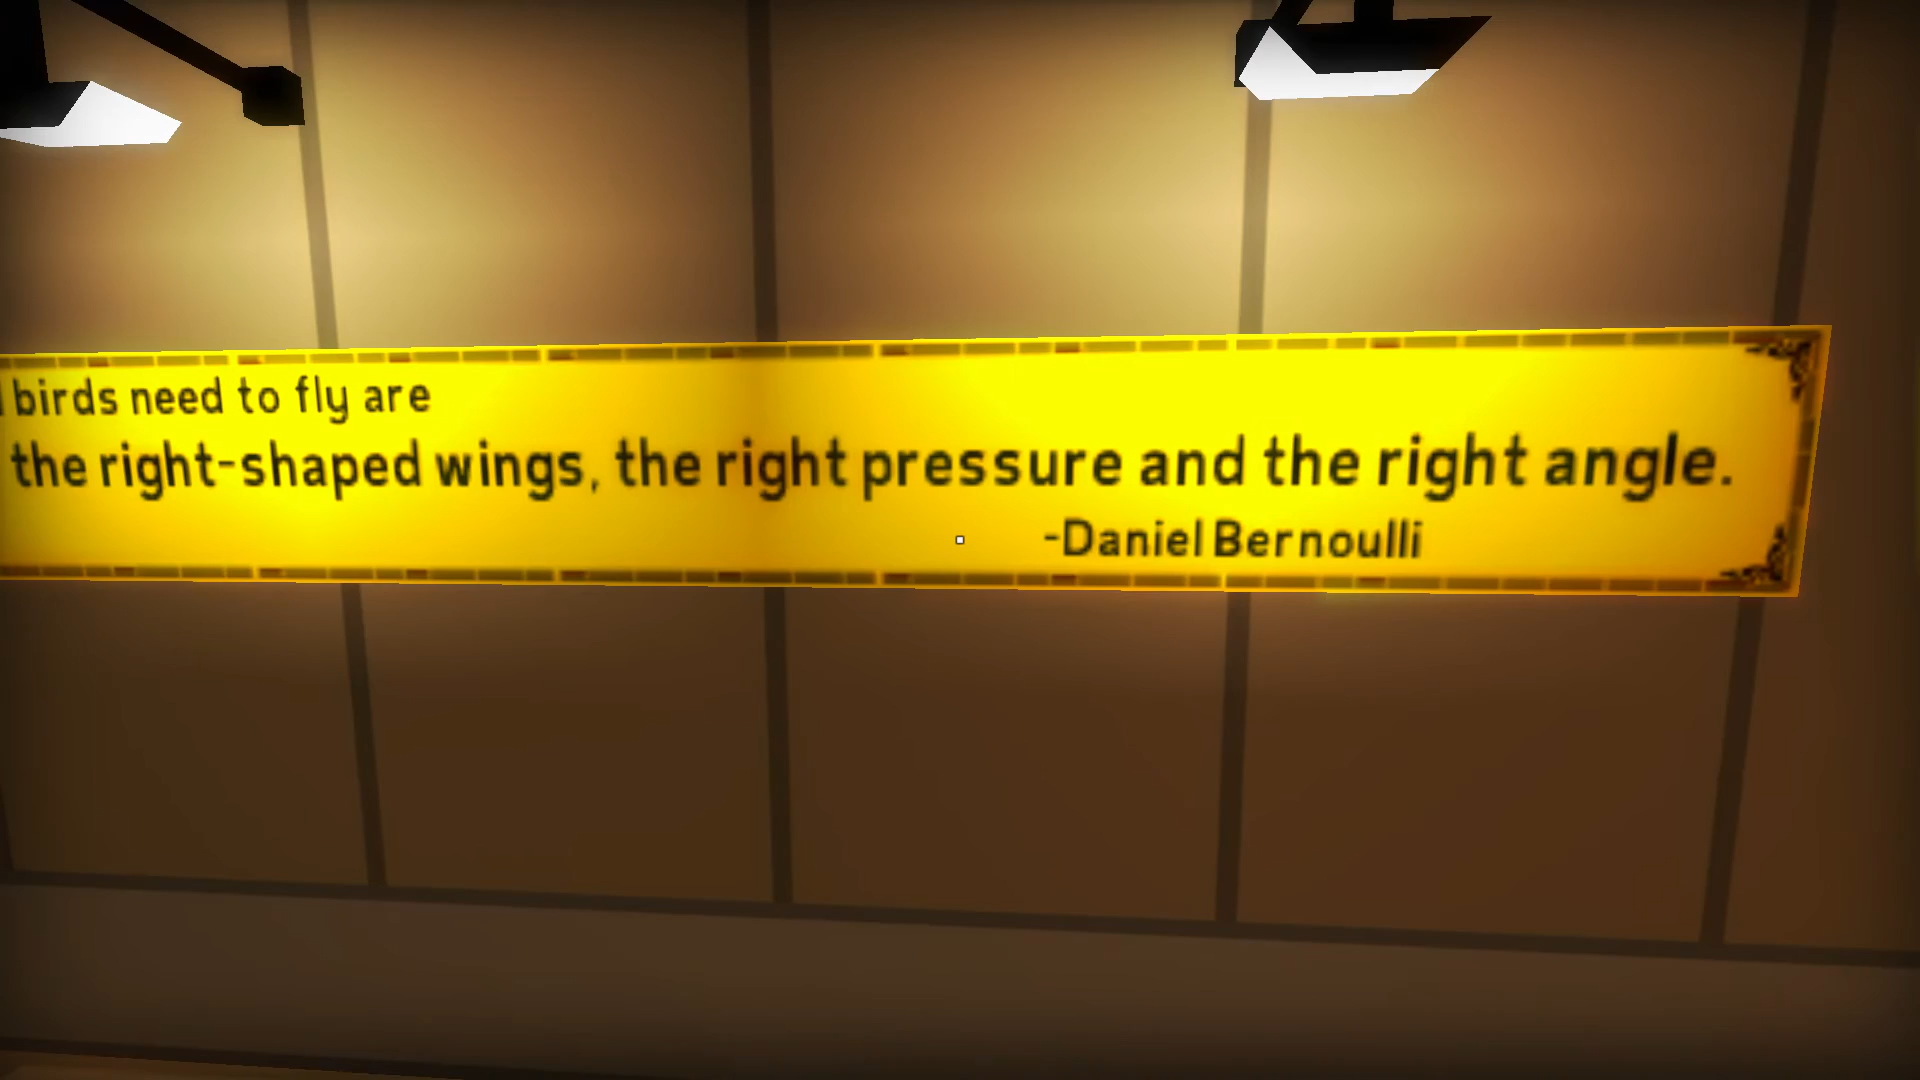 birds need to fly are
the right-shaped wings, the right pressure and the right angle.
-Daniel Bernoulli